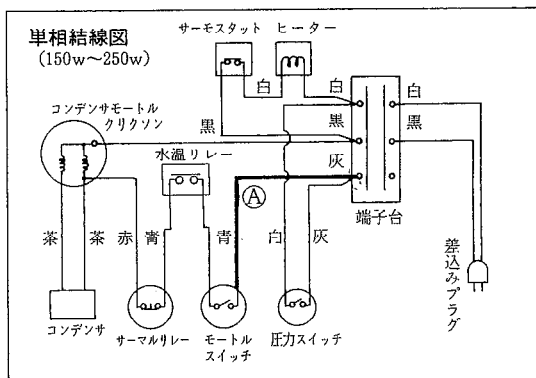 単相結線図
(150w～250w)
サーモスタット
ヒーター
コンデンサモートル
クリクソン
白
白
白
黒
黒
黒
水温リレー
灰
Ⓐ
端子台
茶
茶
赤
青
青
白
灰
差込みプラグ
コンデンサ
サーマルリレー
モートル
スイッチ
圧力スイッチ